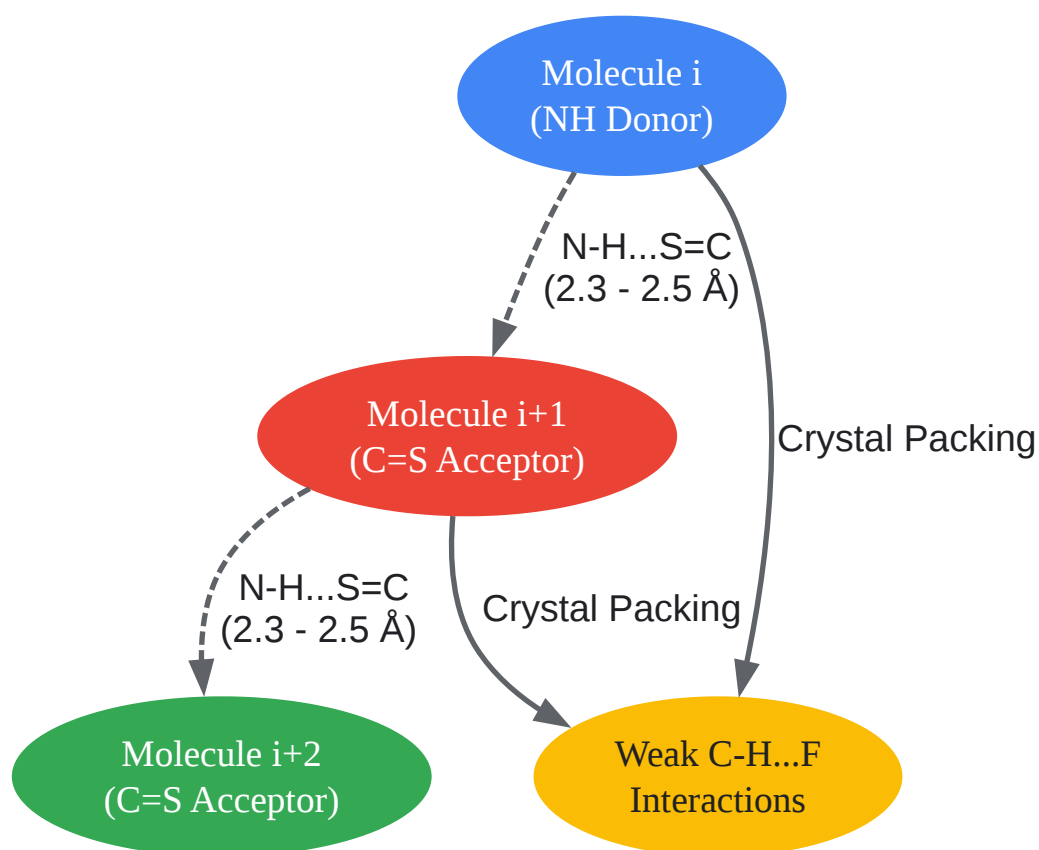 Molecule i
(NH Donor)
N-H...S=C
(2.3 - 2.5 Å)
Molecule i+1
(C=S Acceptor)
Crystal Packing
N-H...S=C
(2.3 - 2.5 Å)
Crystal Packing
Molecule i+2
(C=S Acceptor)
Weak C-H...F
Interactions